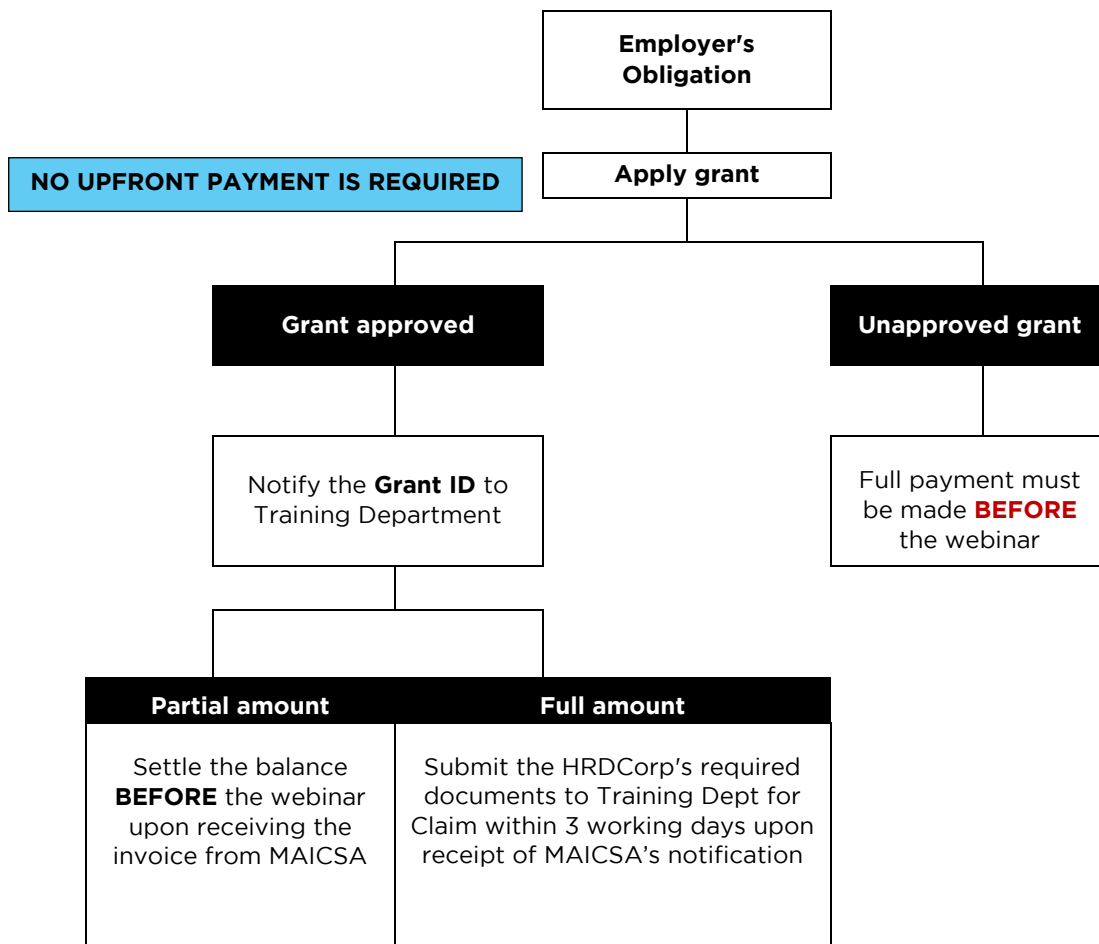 Employer's
Obligation
NO UPFRONT PAYMENT IS REQUIRED
Apply grant
Grant approved
Unapproved grant
Notify the Grant ID to
Training Department
Full payment must
be made BEFORE
the webinar
Partial amount
Full amount
Settle the balance
BEFORE the webinar
upon receiving the
invoice from MAICSA
Submit the HRDCorp's required
documents to Training Dept for
Claim within 3 working days upon
receipt of MAICSA’s notification